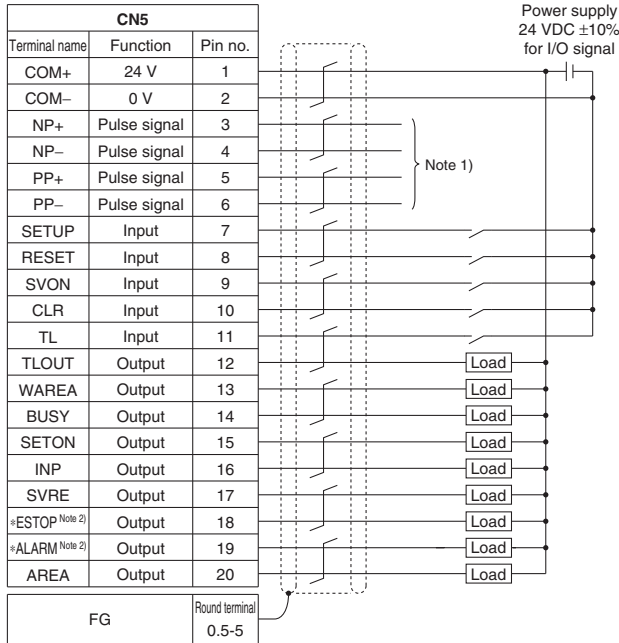 CN5
Power supply
24 VDC ±10%
for I/O signal
Terminal name Function Pin no.
COM+ 24 V 1
COM− 0 V 2
NP+ Pulse signal 3
NP− Pulse signal 4
PP+ Pulse signal 5
PP− Pulse signal 6
Note 1)
SETUP Input 7
RESET Input 8
SVON Input 9
CLR Input 10
TL Input 11
TLOUT Output 12 Load
WAREA Output 13 Load
BUSY Output 14 Load
SETON Output 15 Load
INP Output 16 Load
SVRE Output 17 Load
*ESTOP Note 2) Output 18 Load
*ALARM Note 2) Output 19 Load
AREA Output 20 Load
FG Round terminal
0.5-5